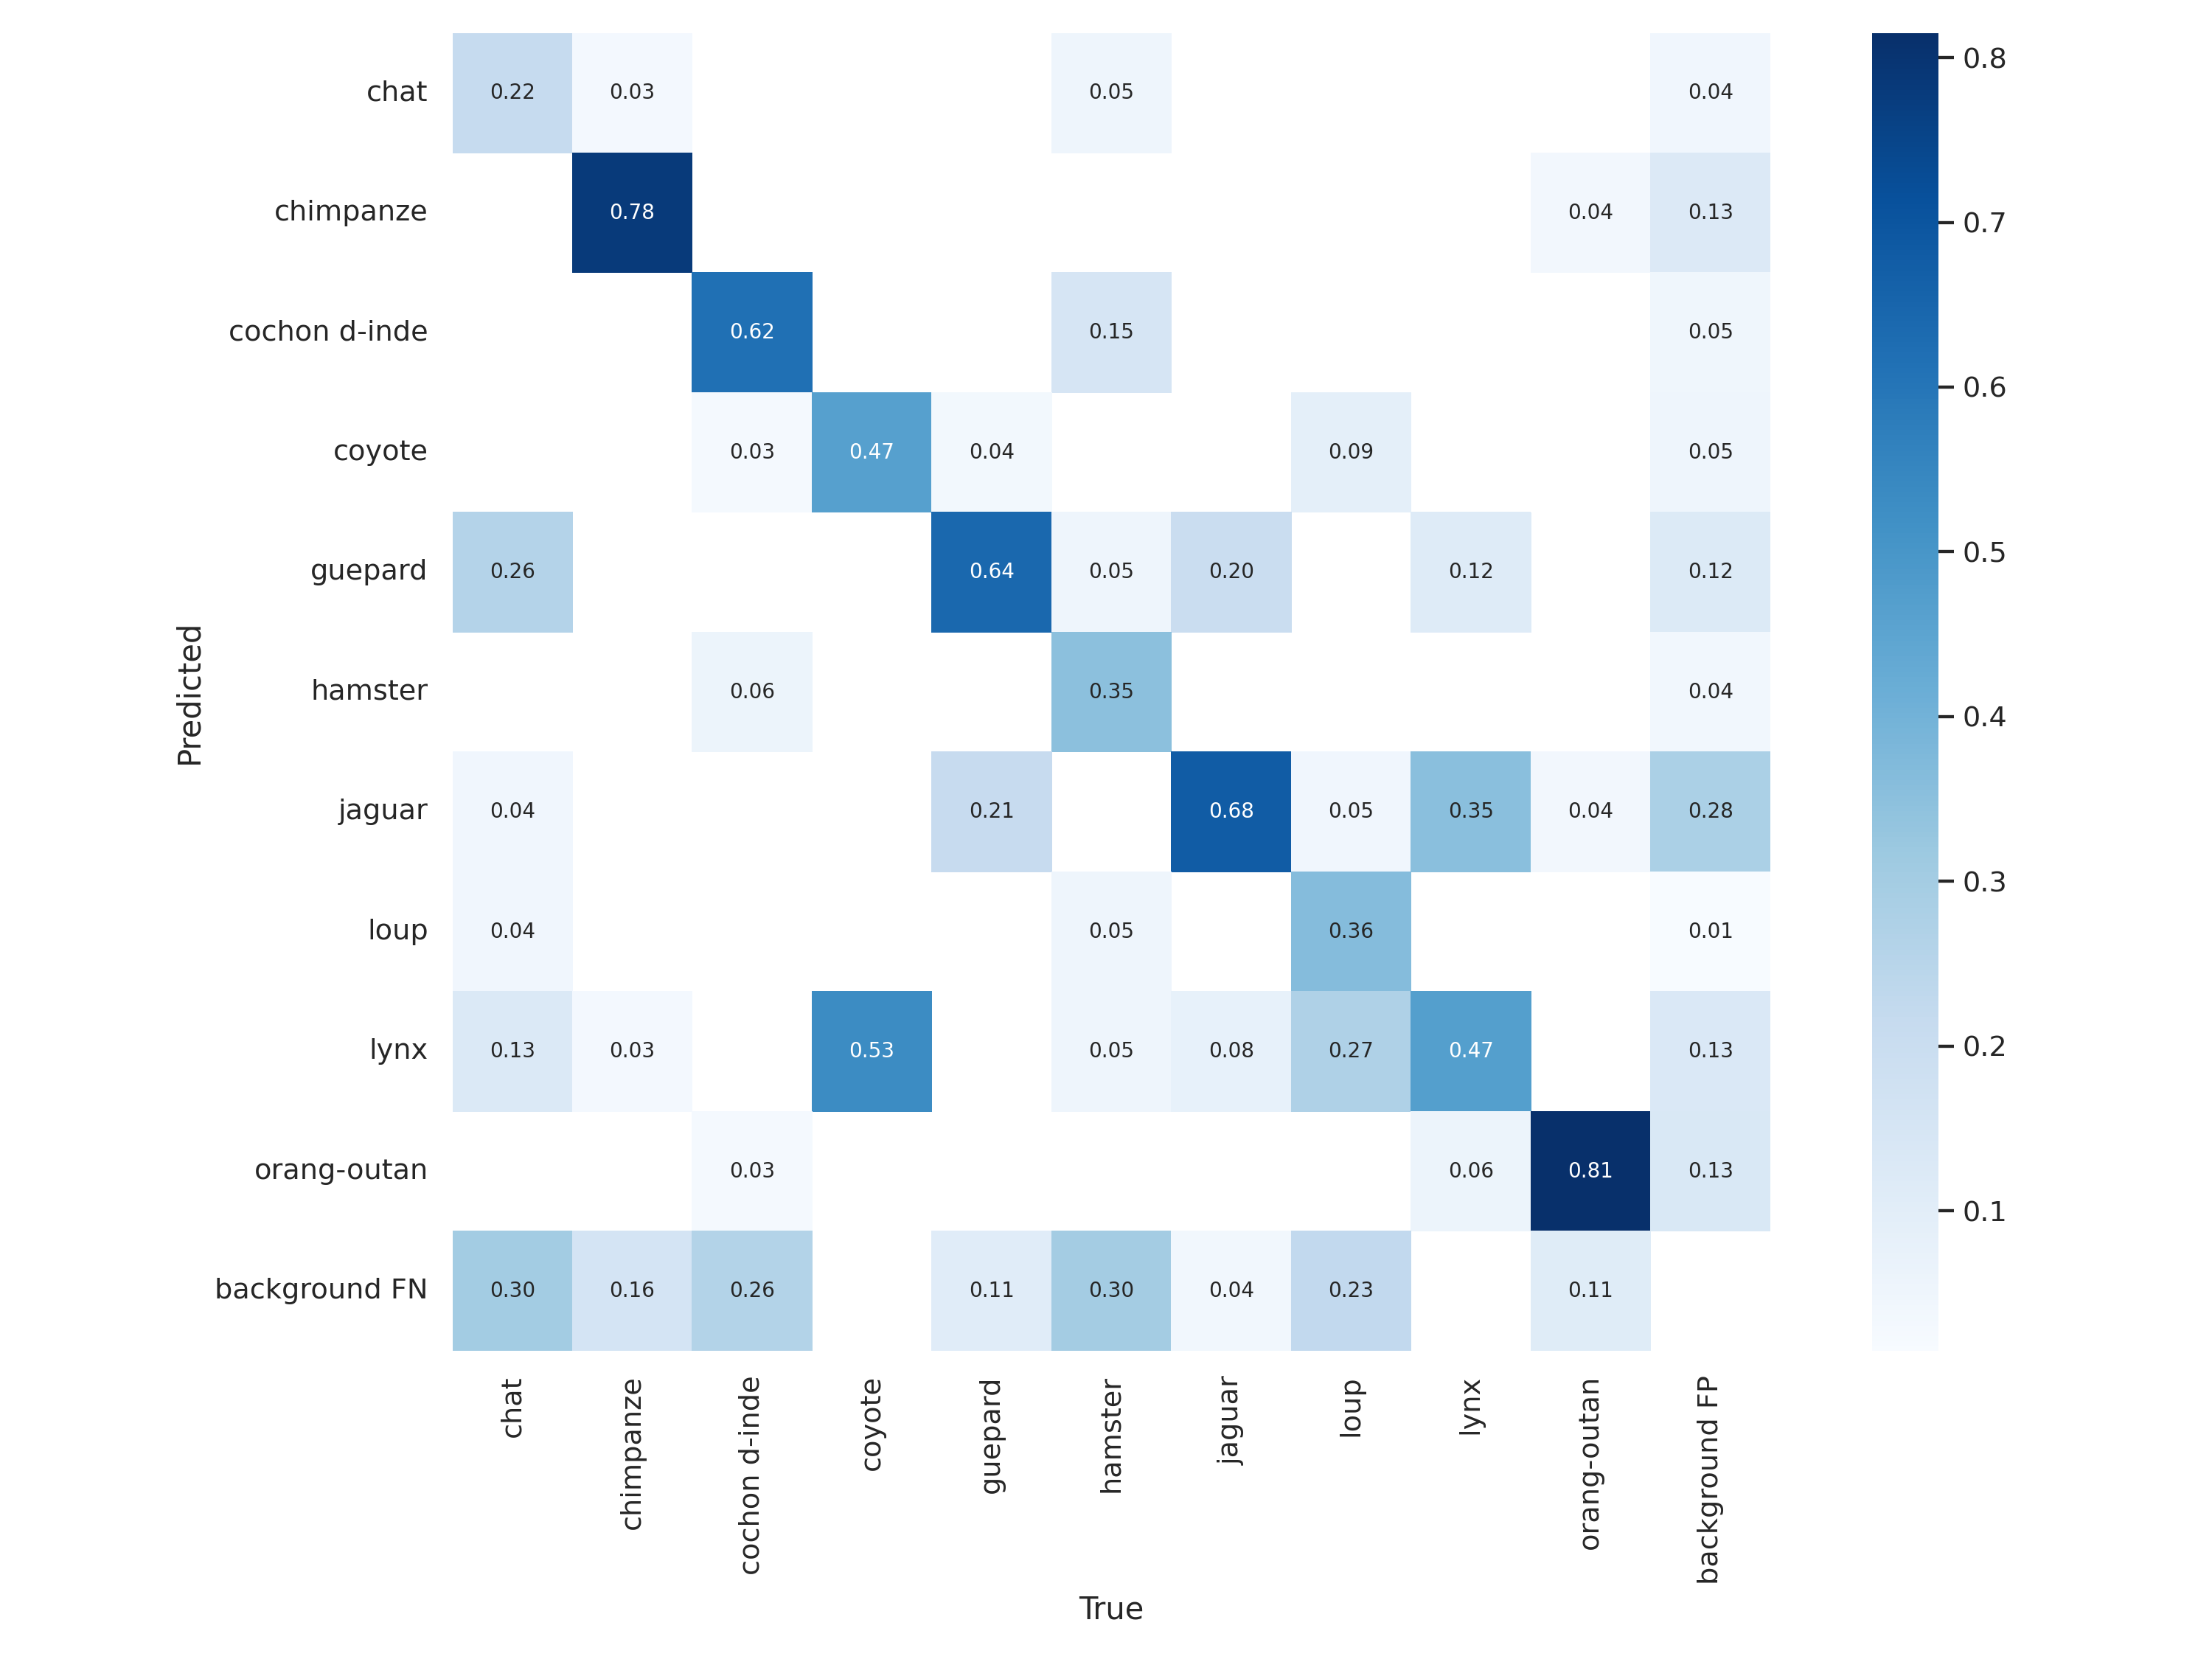 chat 0.22 0.03 0.05 0.04
chimpanze 0.78 0.04 0.13
cochon d-inde 0.62 0.15 0.05
coyote 0.03 0.47 0.04 0.09 0.05
guepard 0.26 0.64 0.05 0.20 0.12 0.12
hamster 0.06 0.35 0.04
jaguar 0.04 0.21 0.68 0.05 0.35 0.04 0.28
loup 0.04 0.05 0.36 0.01
lynx 0.13 0.03 0.53 0.05 0.08 0.27 0.47 0.13
orang-outan 0.03 0.06 0.81 0.13
background FN 0.30 0.16 0.26 0.11 0.30 0.04 0.23 0.11
Predicted
chat
chimpanze
cochon d-inde
coyote
guepard
hamster
jaguar
loup
lynx
orang-outan
background FP
True
0.8
0.7
0.6
0.5
0.4
0.3
0.2
0.1